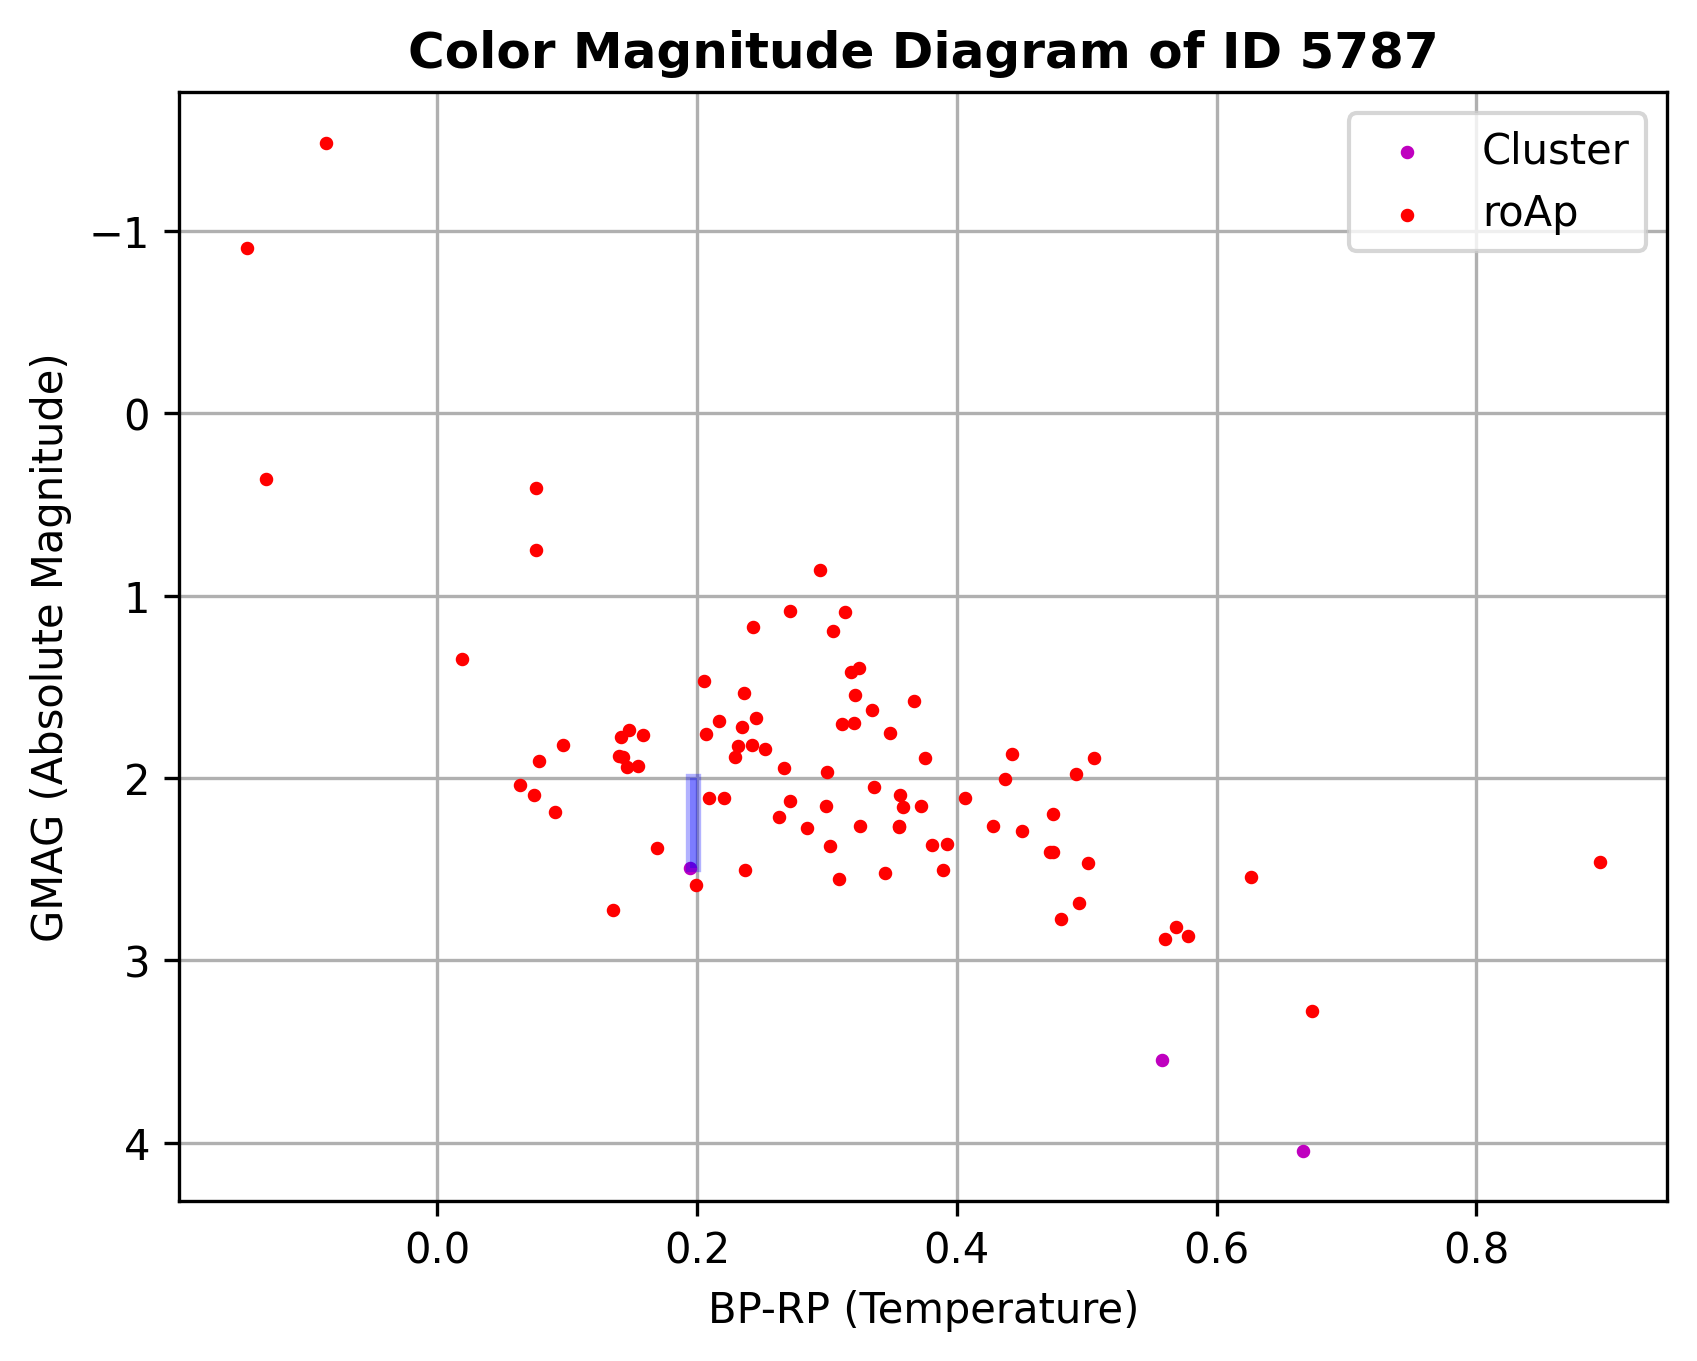 Color Magnitude Diagram of ID 5787
Cluster
roAp
GMAG (Absolute Magnitude)
−1
0
1
2
3
4
0.0 0.2 0.4 0.6 0.8
BP-RP (Temperature)